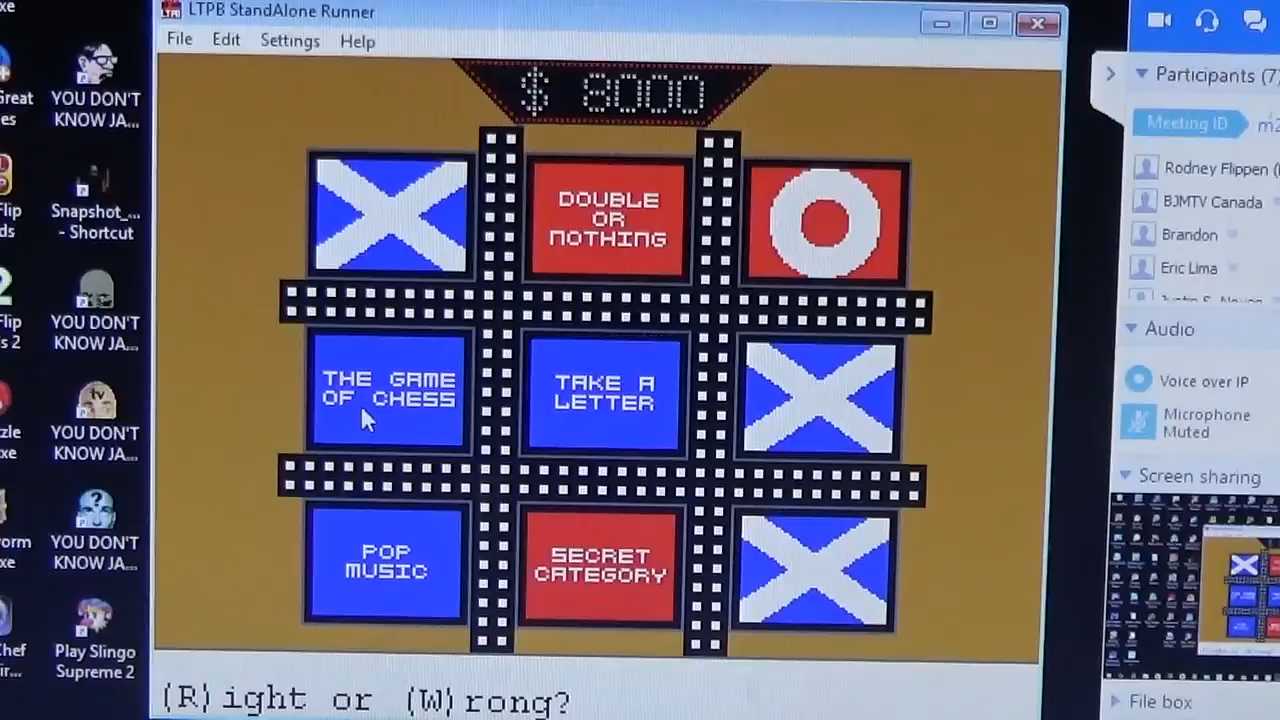 LTPB StandAlone Runner
File Edit Settings Help
$ 8000
DOUBLE
OR
NOTHING
THE GAME
OF CHESS
TAKE A
LETTER
POP
MUSIC
SECRET
CATEGORY
(R)ight or (W)rong?
YOU DON'T
KNOW JA...
Snapshot_...
- Shortcut
YOU DON'T
KNOW JA...
YOU DON'T
KNOW JA...
YOU DON'T
KNOW JA...
Play Slingo
Supreme 2
Participants (7
Meeting ID
Rodney Flippen (
BJMTV Canada
Brandon
Eric Lima
Audio
Voice over IP
Microphone
Muted
Screen sharing
File box